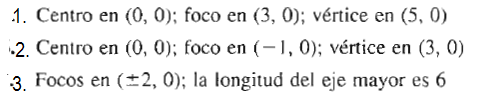 1. Centro en (0, 0); foco en (3, 0); vértice en (5, 0)
2. Centro en (0, 0); foco en (−1, 0); vértice en (3, 0)
3. Focos en (±2, 0); la longitud del eje mayor es 6